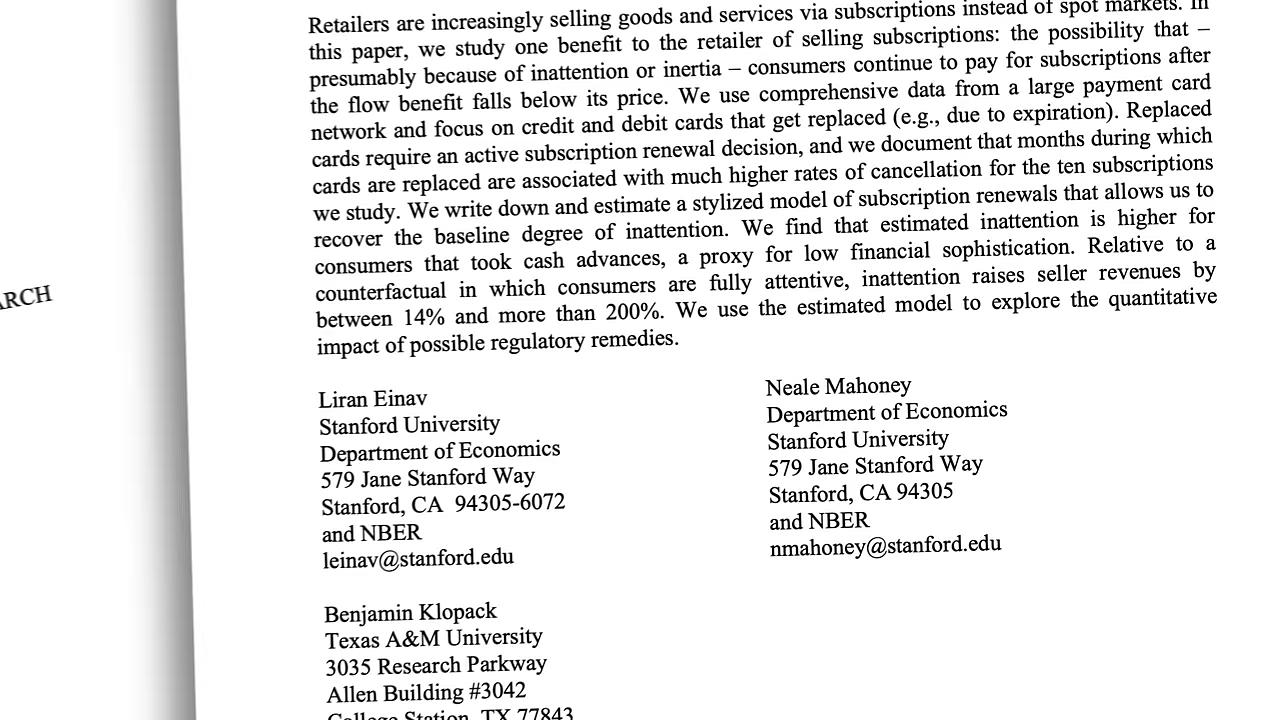 Retailers are increasingly selling goods and services via subscriptions instead of spot markets. In
this paper, we study one benefit to the retailer of selling subscriptions: the possibility that –
presumably because of inattention or inertia – consumers continue to pay for subscriptions after
the flow benefit falls below its price. We use comprehensive data from a large payment card
network and focus on credit and debit cards that get replaced (e.g., due to expiration). Replaced
cards require an active subscription renewal decision, and we document that months during which
cards are replaced are associated with much higher rates of cancellation for the ten subscriptions
we study. We write down and estimate a stylized model of subscription renewals that allows us to
recover the baseline degree of inattention. We find that estimated inattention is higher for
consumers that took cash advances, a proxy for low financial sophistication. Relative to a
counterfactual in which consumers are fully attentive, inattention raises seller revenues by
between 14% and more than 200%. We use the estimated model to explore the quantitative
impact of possible regulatory remedies.
ARCH
Liran Einav
Stanford University
Department of Economics
579 Jane Stanford Way
Stanford, CA 94305-6072
and NBER
leinav@stanford.edu
Neale Mahoney
Department of Economics
Stanford University
579 Jane Stanford Way
Stanford, CA 94305
and NBER
nmahoney@stanford.edu
Benjamin Klopack
Texas A&M University
3035 Research Parkway
Allen Building #3042
College Station, TX 77843